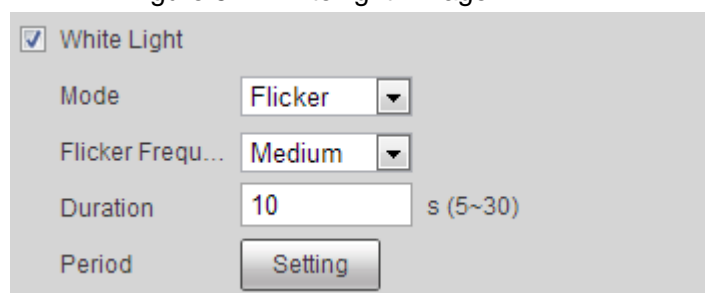 White Light
Mode Flicker
Flicker Frequ... Medium
Duration 10 s (5~30)
Period Setting